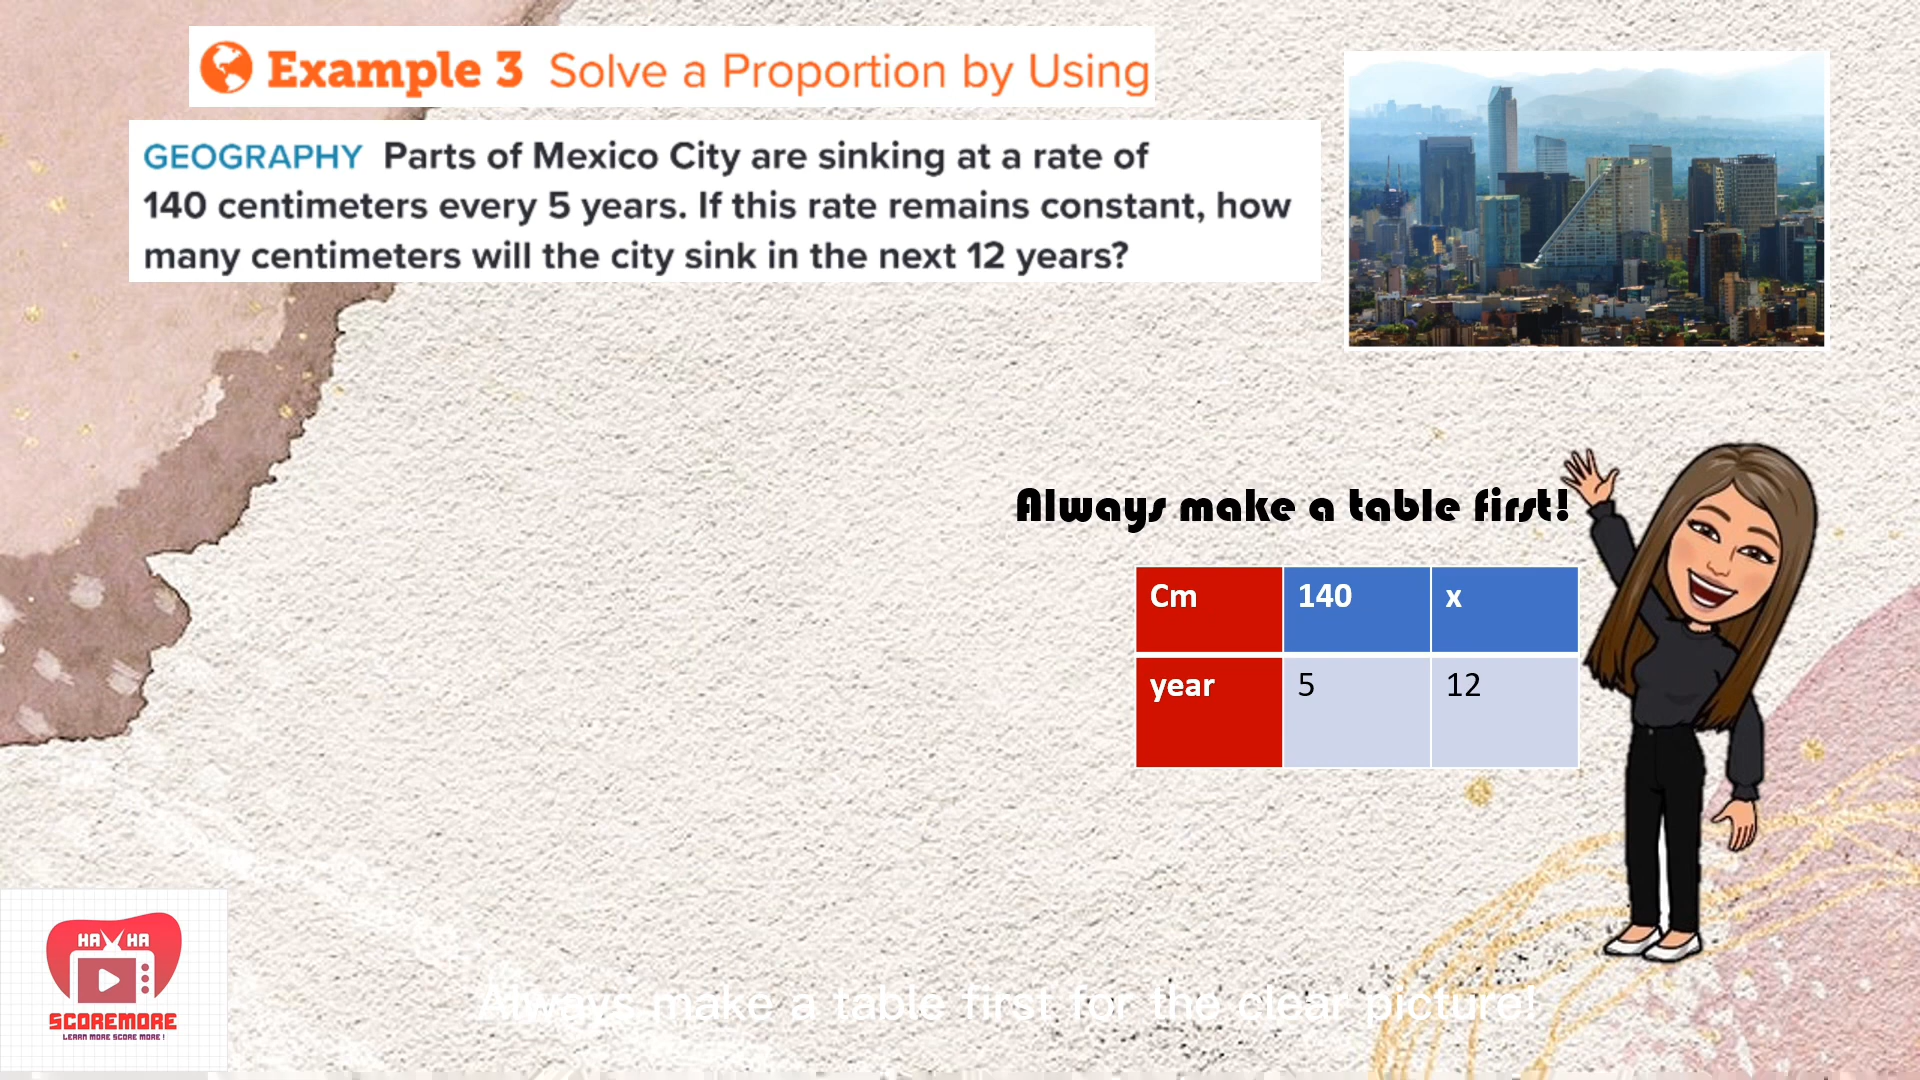 Example 3 Solve a Proportion by Using
GEOGRAPHY Parts of Mexico City are sinking at a rate of
140 centimeters every 5 years. If this rate remains constant, how
many centimeters will the city sink in the next 12 years?
Always make a table first!
Cm 140 x
year 5 12
HA HA
SCOREMORE
LEARN MORE SCORE MORE !
Always make a table first for the clear picture!